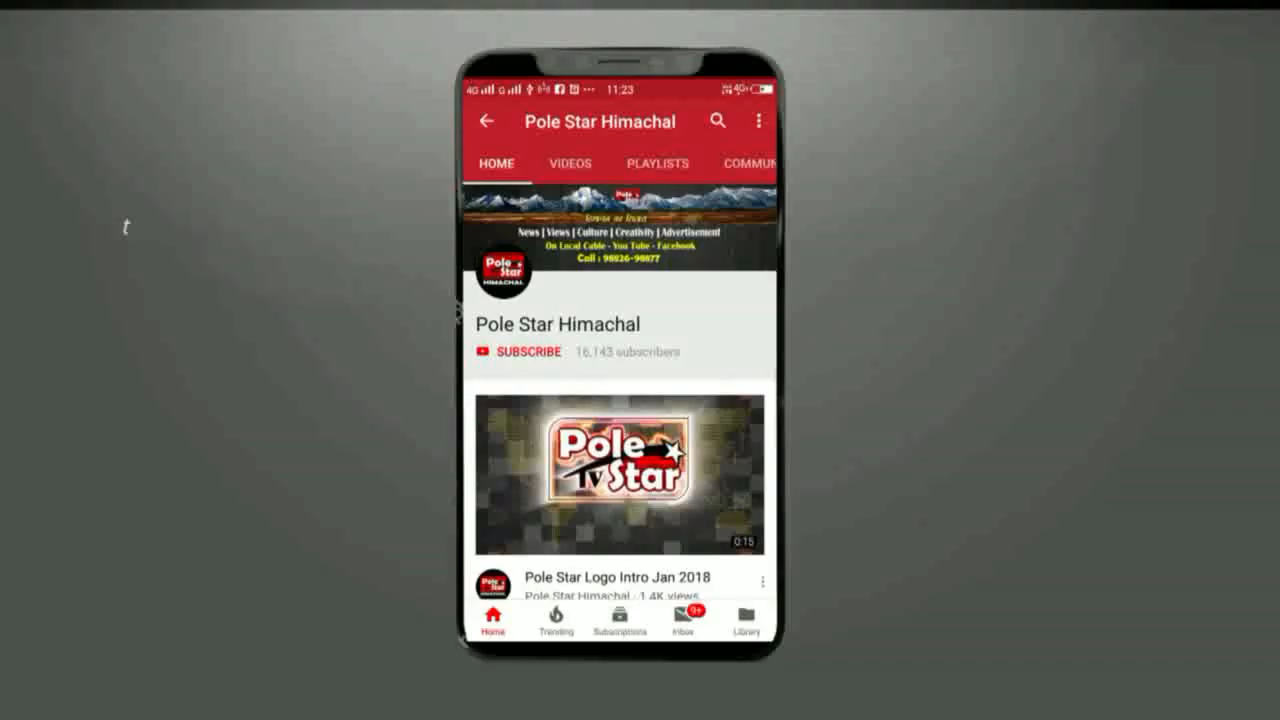 4G G 11:23 4G+
Pole Star Himachal
HOME VIDEOS PLAYLISTS COMMUN
Pole
News | Views | Culture | Creativity | Advertisement
On Local Cable - You Tube - Facebook
Call : 98826-98877
Pole
Star
HIMACHAL
t
Pole Star Himachal
SUBSCRIBE 16,143 subscribers
Pole
Tv Star
0:15
Pole Star Logo Intro Jan 2018
Pole Star Himachal · 1.4K views
9+
Home Trending Subscriptions Inbox Library